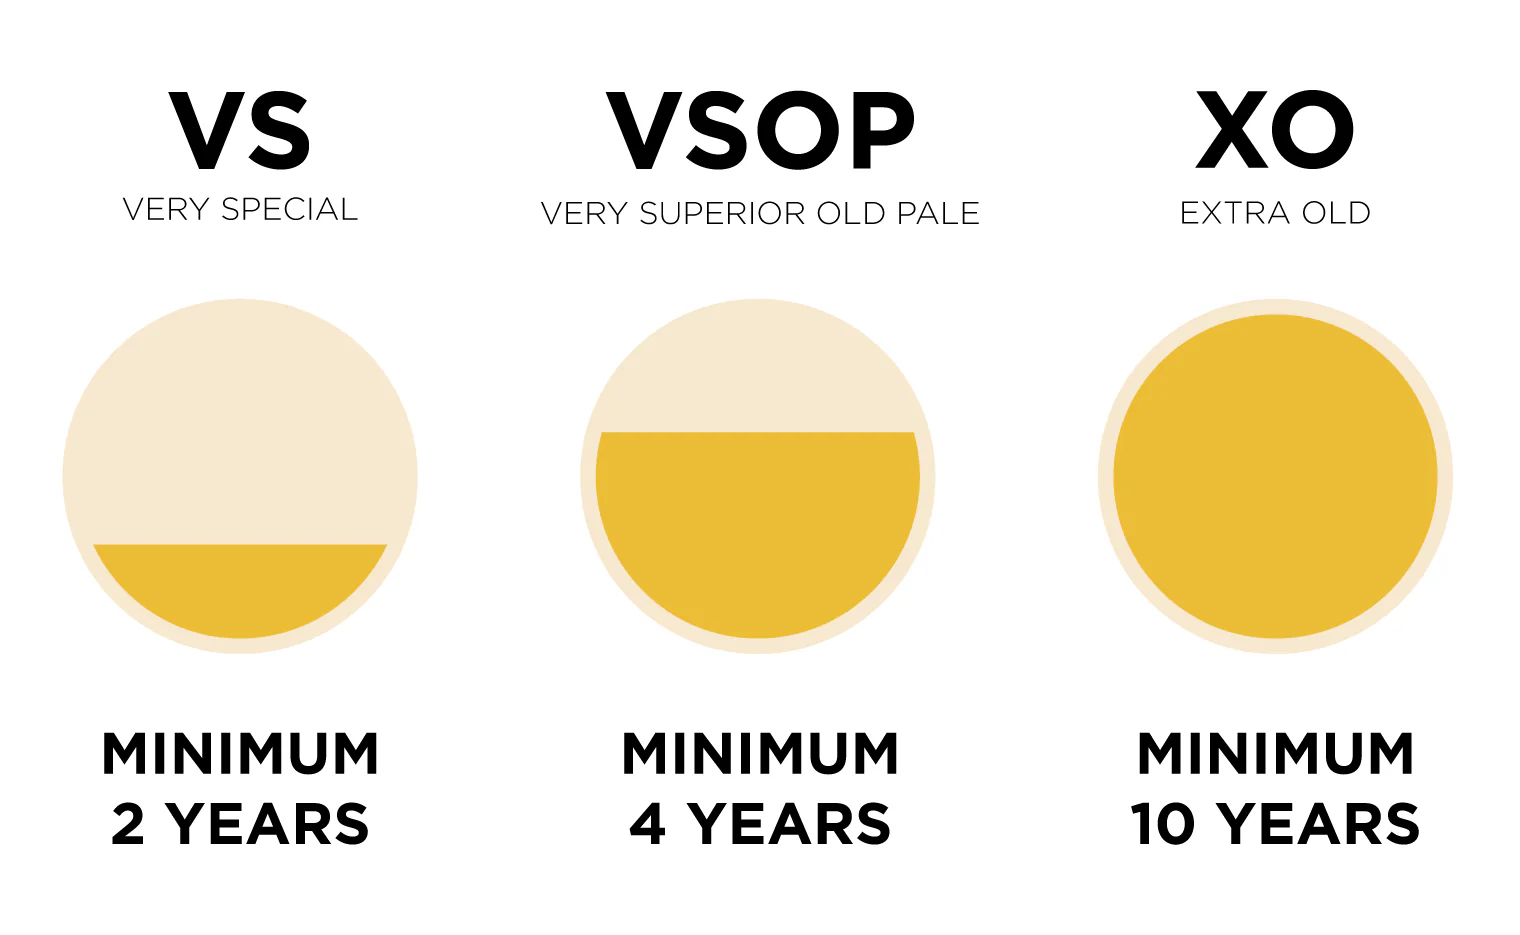 VS
VERY SPECIAL
VSOP
VERY SUPERIOR OLD PALE
XO
EXTRA OLD
MINIMUM
2 YEARS
MINIMUM
4 YEARS
MINIMUM
10 YEARS